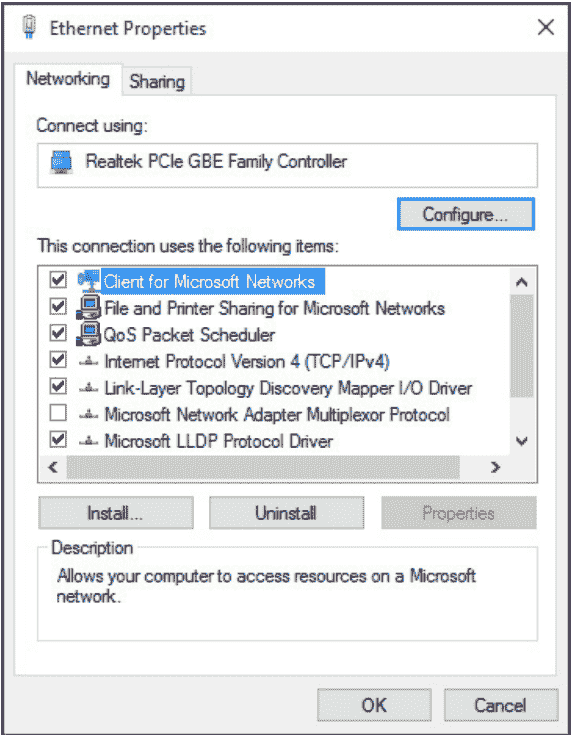 Ethernet Properties
Networking
Sharing
Connect using:
Realtek PCIe GBE Family Controller
Configure...
This connection uses the following items:
Client for Microsoft Networks
File and Printer Sharing for Microsoft Networks
QoS Packet Scheduler
Internet Protocol Version 4 (TCP/IPv4)
Link-Layer Topology Discovery Mapper I/O Driver
Microsoft Network Adapter Multiplexor Protocol
Microsoft LLDP Protocol Driver
Install...
Uninstall
Properties
Description
Allows your computer to access resources on a Microsoft
network.
OK
Cancel